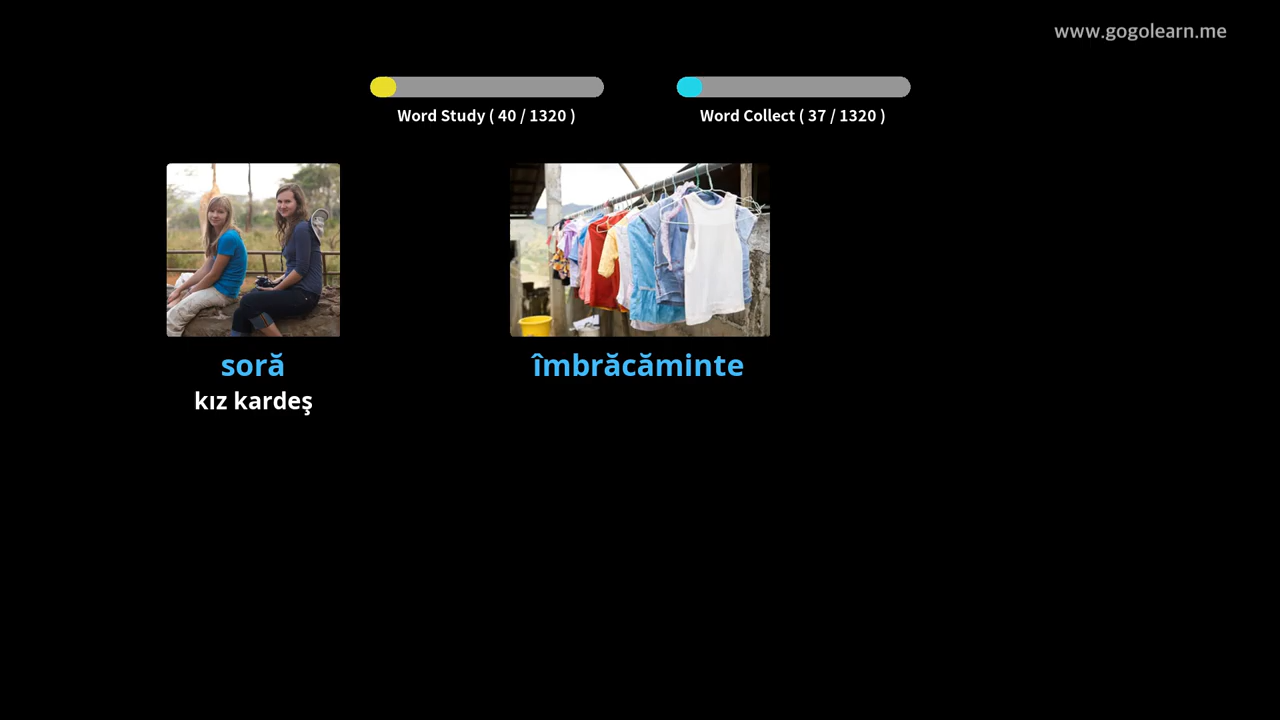 www.gogolearn.me
Word Study ( 40 / 1320 )
Word Collect ( 37 / 1320 )
soră
kız kardeş
îmbrăcăminte